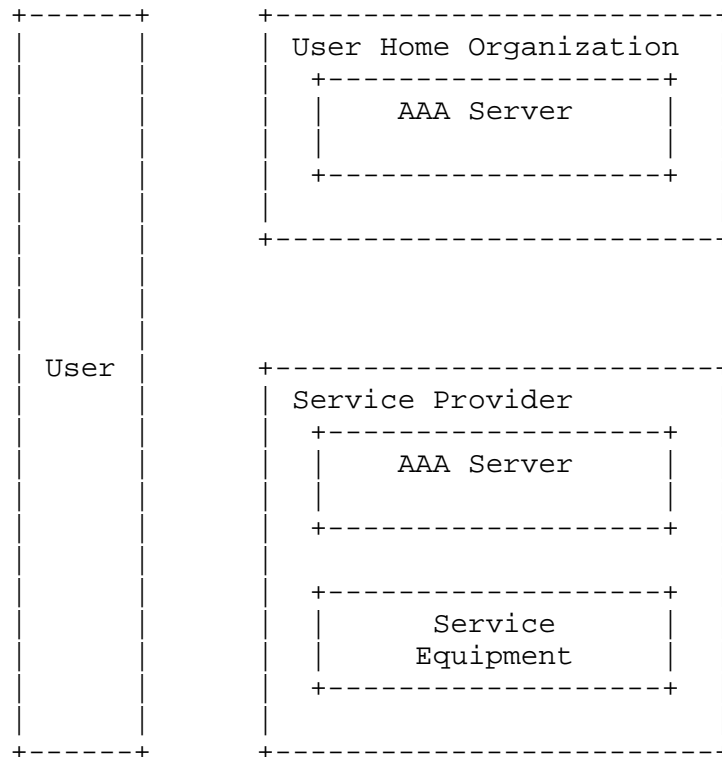 User Home Organization
AAA Server
User
Service Provider
AAA Server
Service
Equipment